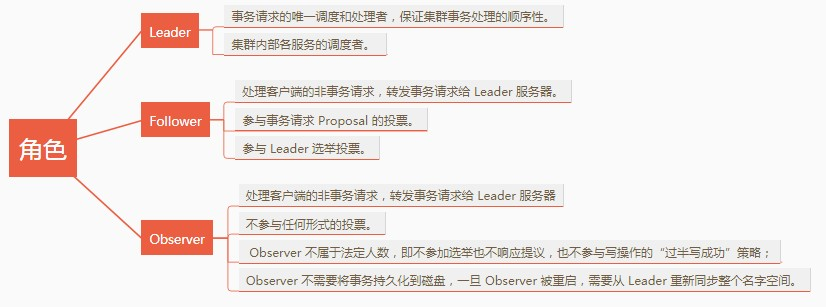 角色
Leader
事务请求的唯一调度和处理者，保证集群事务处理的顺序性。
集群内部各服务的调度者。
Follower
处理客户端的非事务请求，转发事务请求给 Leader 服务器。
参与事务请求 Proposal 的投票。
参与 Leader 选举投票。
Observer
处理客户端的非事务请求，转发事务请求给 Leader 服务器
不参与任何形式的投票。
Observer 不属于法定人数，即不参加选举也不响应提议，也不参与写操作的“过半写成功”策略；
Observer 不需要将事务持久化到磁盘，一旦 Observer 被重启，需要从 Leader 重新同步整个名字空间。